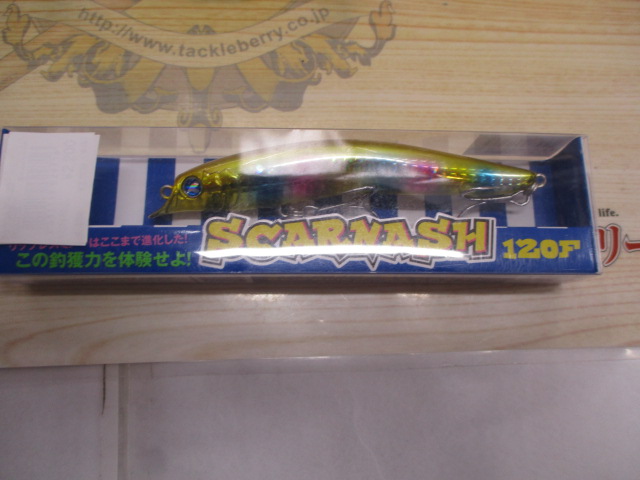 http://www.tackleberry.co.jp
はここまで進化した!
この釣獲力を体験せよ!
SCARNASH
120F
life.
リー